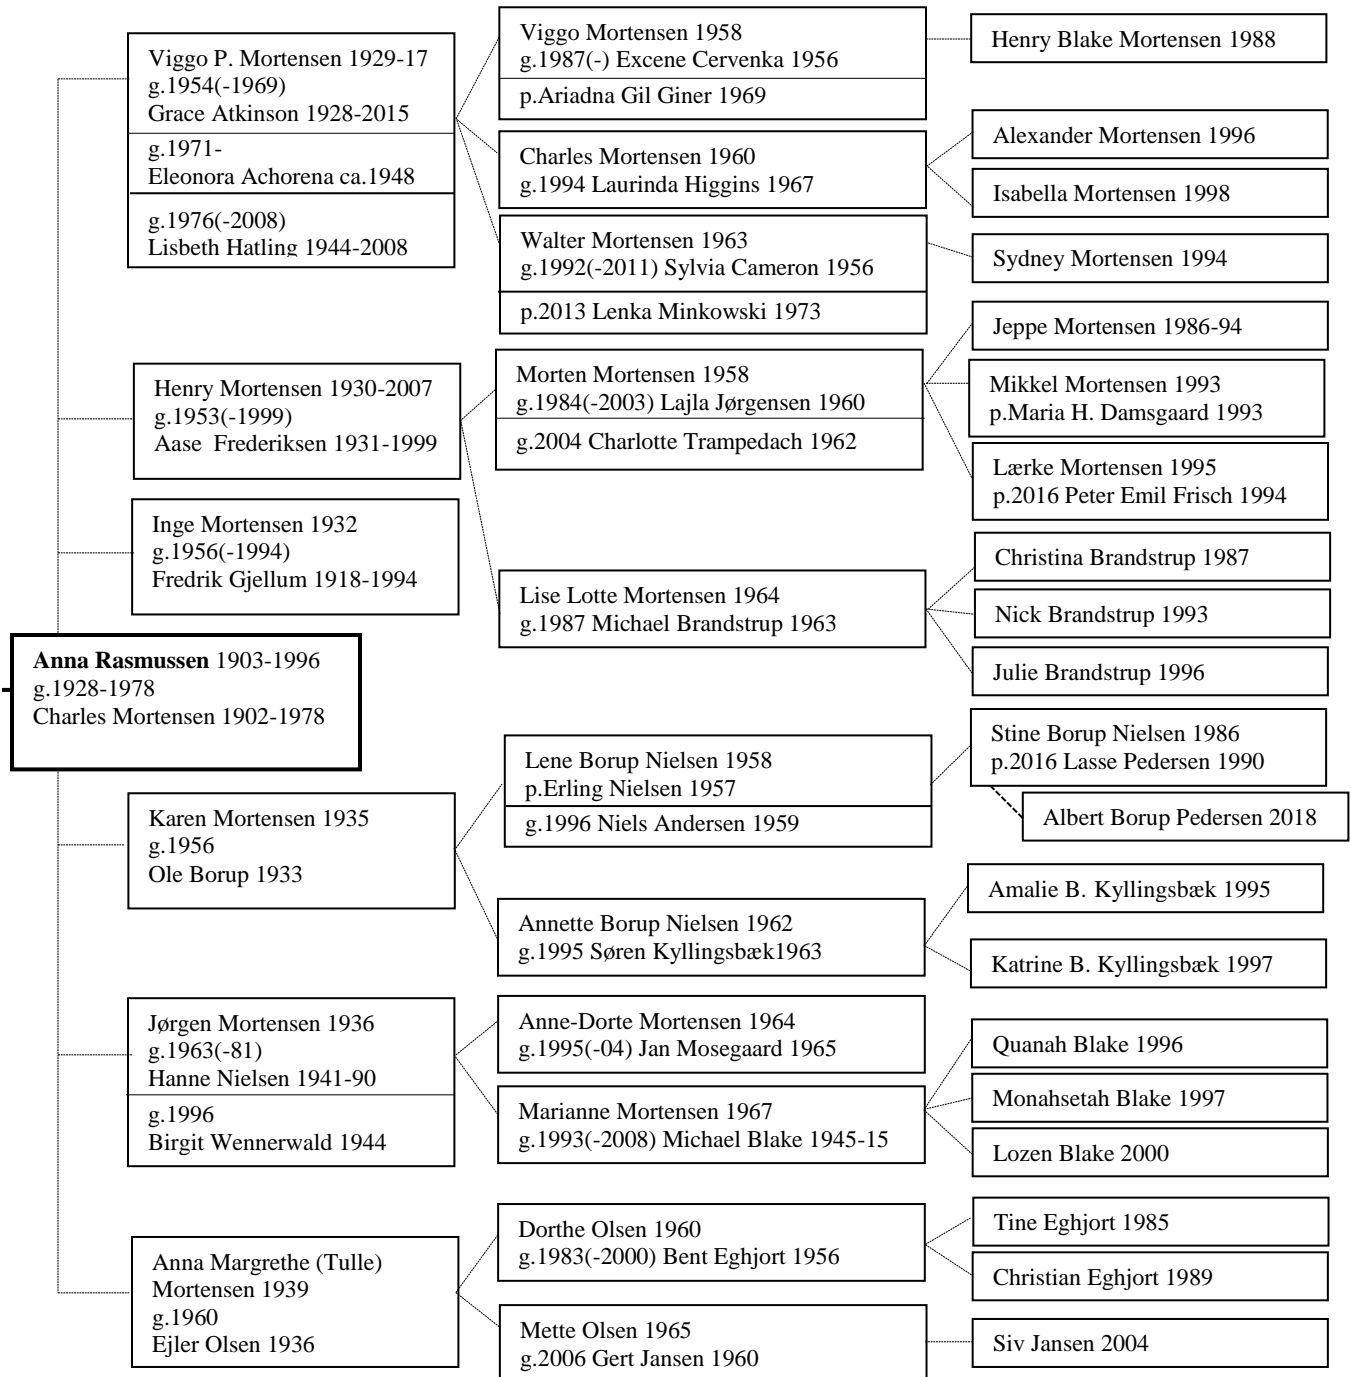 Anna Rasmussen 1903-1996
g.1928-1978
Charles Mortensen 1902-1978
Viggo P. Mortensen 1929-17
g.1954(-1969)
Grace Atkinson 1928-2015
g.1971-
Eleonora Achorena ca.1948
g.1976(-2008)
Lisbeth Hatling 1944-2008
Viggo Mortensen 1958
g.1987(-) Excene Cervenka 1956
p.Ariadna Gil Giner 1969
Henry Blake Mortensen 1988
Charles Mortensen 1960
g.1994 Laurinda Higgins 1967
Alexander Mortensen 1996
Isabella Mortensen 1998
Walter Mortensen 1963
g.1992(-2011) Sylvia Cameron 1956
p.2013 Lenka Minkowski 1973
Sydney Mortensen 1994
Henry Mortensen 1930-2007
g.1953(-1999)
Aase Frederiksen 1931-1999
Morten Mortensen 1958
g.1984(-2003) Lajla Jørgensen 1960
g.2004 Charlotte Trampedach 1962
Jeppe Mortensen 1986-94
Mikkel Mortensen 1993
p.Maria H. Damsgaard 1993
Lærke Mortensen 1995
p.2016 Peter Emil Frisch 1994
Lise Lotte Mortensen 1964
g.1987 Michael Brandstrup 1963
Christina Brandstrup 1987
Nick Brandstrup 1993
Julie Brandstrup 1996
Inge Mortensen 1932
g.1956(-1994)
Fredrik Gjellum 1918-1994
Karen Mortensen 1935
g.1956
Ole Borup 1933
Lene Borup Nielsen 1958
p.Erling Nielsen 1957
g.1996 Niels Andersen 1959
Stine Borup Nielsen 1986
p.2016 Lasse Pedersen 1990
Albert Borup Pedersen 2018
Annette Borup Nielsen 1962
g.1995 Søren Kyllingsbæk1963
Amalie B. Kyllingsbæk 1995
Katrine B. Kyllingsbæk 1997
Jørgen Mortensen 1936
g.1963(-81)
Hanne Nielsen 1941-90
g.1996
Birgit Wennerwald 1944
Anne-Dorte Mortensen 1964
g.1995(-04) Jan Mosegaard 1965
Marianne Mortensen 1967
g.1993(-2008) Michael Blake 1945-15
Quanah Blake 1996
Monahsetah Blake 1997
Lozen Blake 2000
Anna Margrethe (Tulle)
Mortensen 1939
g.1960
Ejler Olsen 1936
Dorthe Olsen 1960
g.1983(-2000) Bent Eghjort 1956
Tine Eghjort 1985
Christian Eghjort 1989
Mette Olsen 1965
g.2006 Gert Jansen 1960
Siv Jansen 2004